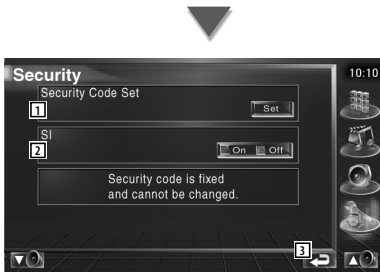 Security
10:10
Security Code Set
1
Set
SI
2
On Off
Security code is fixed
and cannot be changed.
3